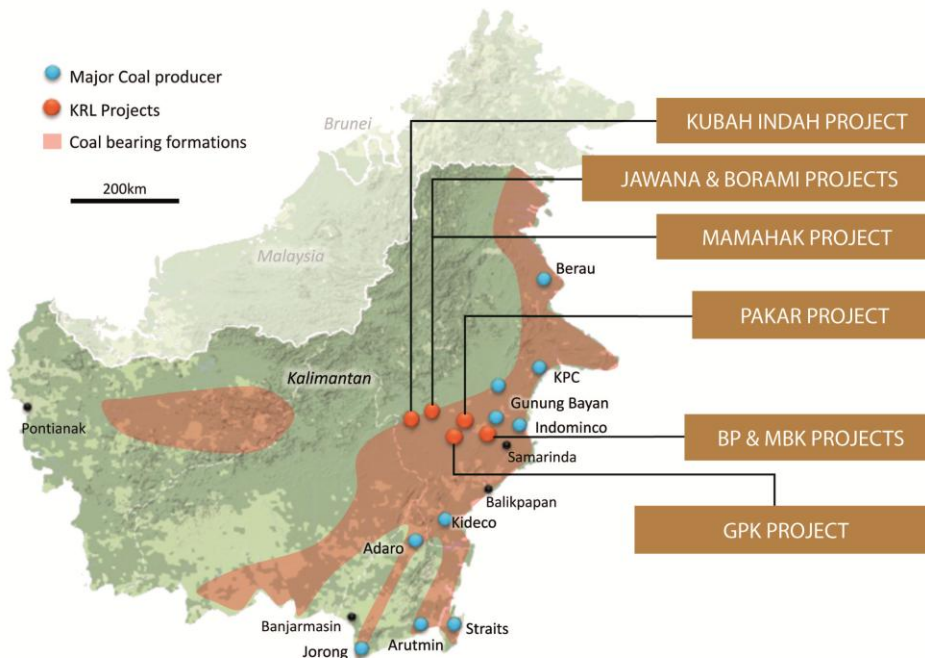 Major Coal producer
KRL Projects
Coal bearing formations
200km
Brunei
Malaysia
Kalimantan
Pontianak
KUBAH INDAH PROJECT
JAWANA & BORAMI PROJECTS
MAMAHAK PROJECT
Berau
PAKAR PROJECT
KPC
Gunung Bayan
Indominco
BP & MBK PROJECTS
Samarinda
Balikpapan
GPK PROJECT
Kideco
Adaro
Banjarmasin
Straits
Arutmin
Jorong